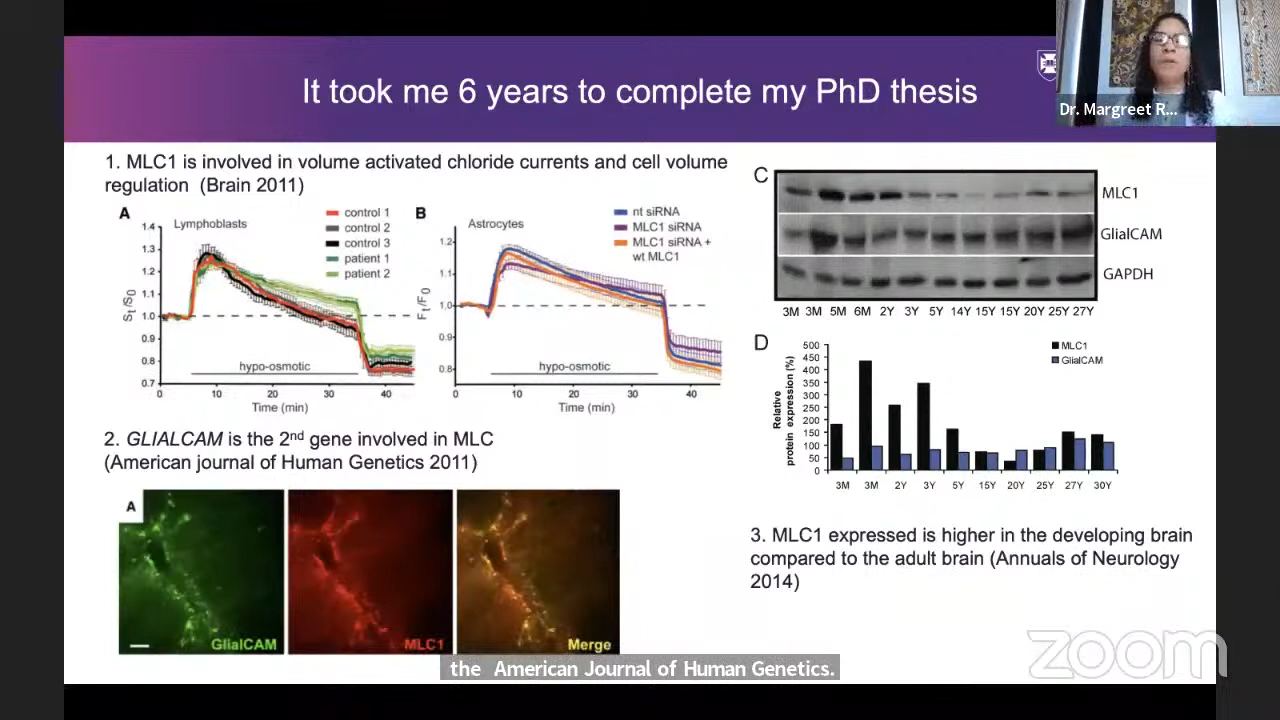 It took me 6 years to complete my PhD thesis
Dr. Margreet R...
1. MLC1 is involved in volume activated chloride currents and cell volume
regulation (Brain 2011)
A
Lymphoblasts
control 1
control 2
control 3
patient 1
patient 2
St/S0
1.4
1.3
1.2
1.1
1.0
0.9
0.8
0.7
hypo-osmotic
0 10 20 30 40
Time (min)
B
Astrocytes
nt siRNA
MLC1 siRNA
MLC1 siRNA +
wt MLC1
Ft/F0
1.2
1.1
1.0
0.9
0.8
hypo-osmotic
0 10 20 30 40
Time (min)
2. GLIALCAM is the 2nd gene involved in MLC
(American journal of Human Genetics 2011)
A
GlialCAM
MLC1
Merge
C
MLC1
GlialCAM
GAPDH
3M 3M 5M 6M 2Y 3Y 5Y 14Y 15Y 15Y 20Y 25Y 27Y
D
Relative
protein expression (%)
500
450
400
350
300
250
200
150
100
50
0
MLC1
GlialCAM
3M 3M 2Y 3Y 5Y 15Y 20Y 25Y 27Y 30Y
3. MLC1 expressed is higher in the developing brain
compared to the adult brain (Annuals of Neurology
2014)
the American Journal of Human Genetics.
zoom